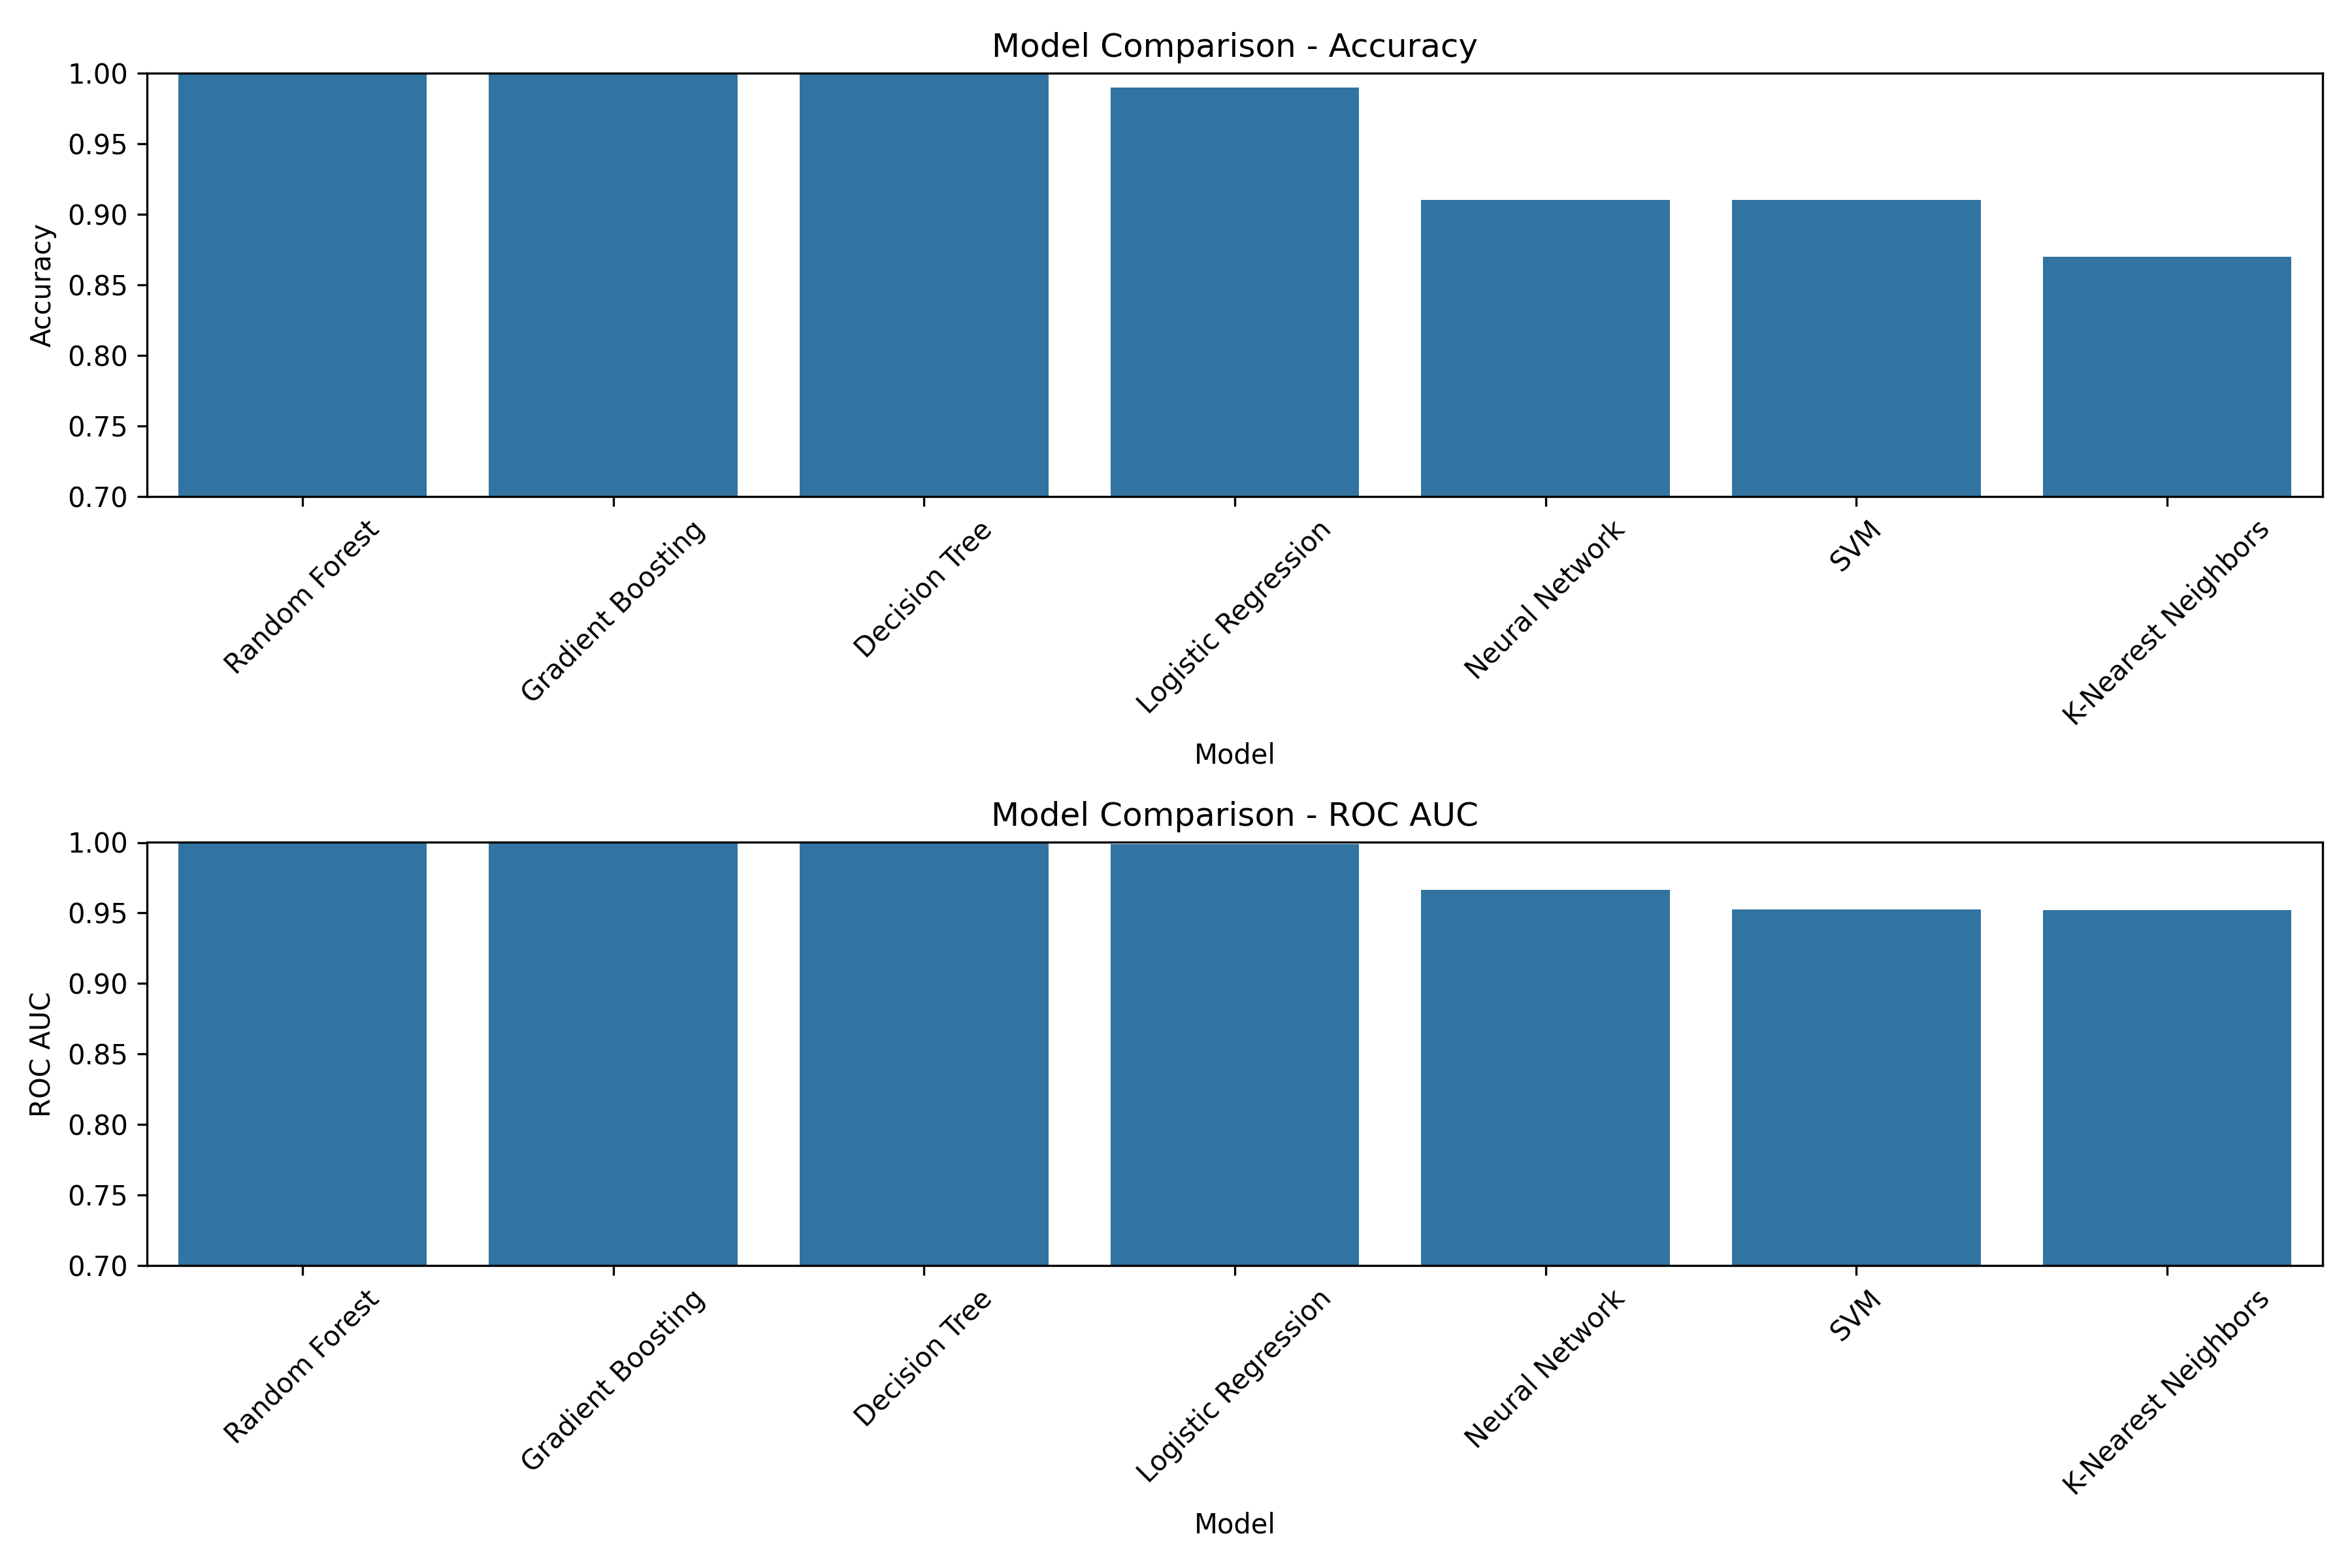 Model Comparison - Accuracy
1.00
0.95
0.90
0.85
0.80
0.75
0.70
Accuracy
Random Forest
Gradient Boosting
Decision Tree
Logistic Regression
Neural Network
SVM
K-Nearest Neighbors
Model
Model Comparison - ROC AUC
1.00
0.95
0.90
0.85
0.80
0.75
0.70
ROC AUC
Random Forest
Gradient Boosting
Decision Tree
Logistic Regression
Neural Network
SVM
K-Nearest Neighbors
Model